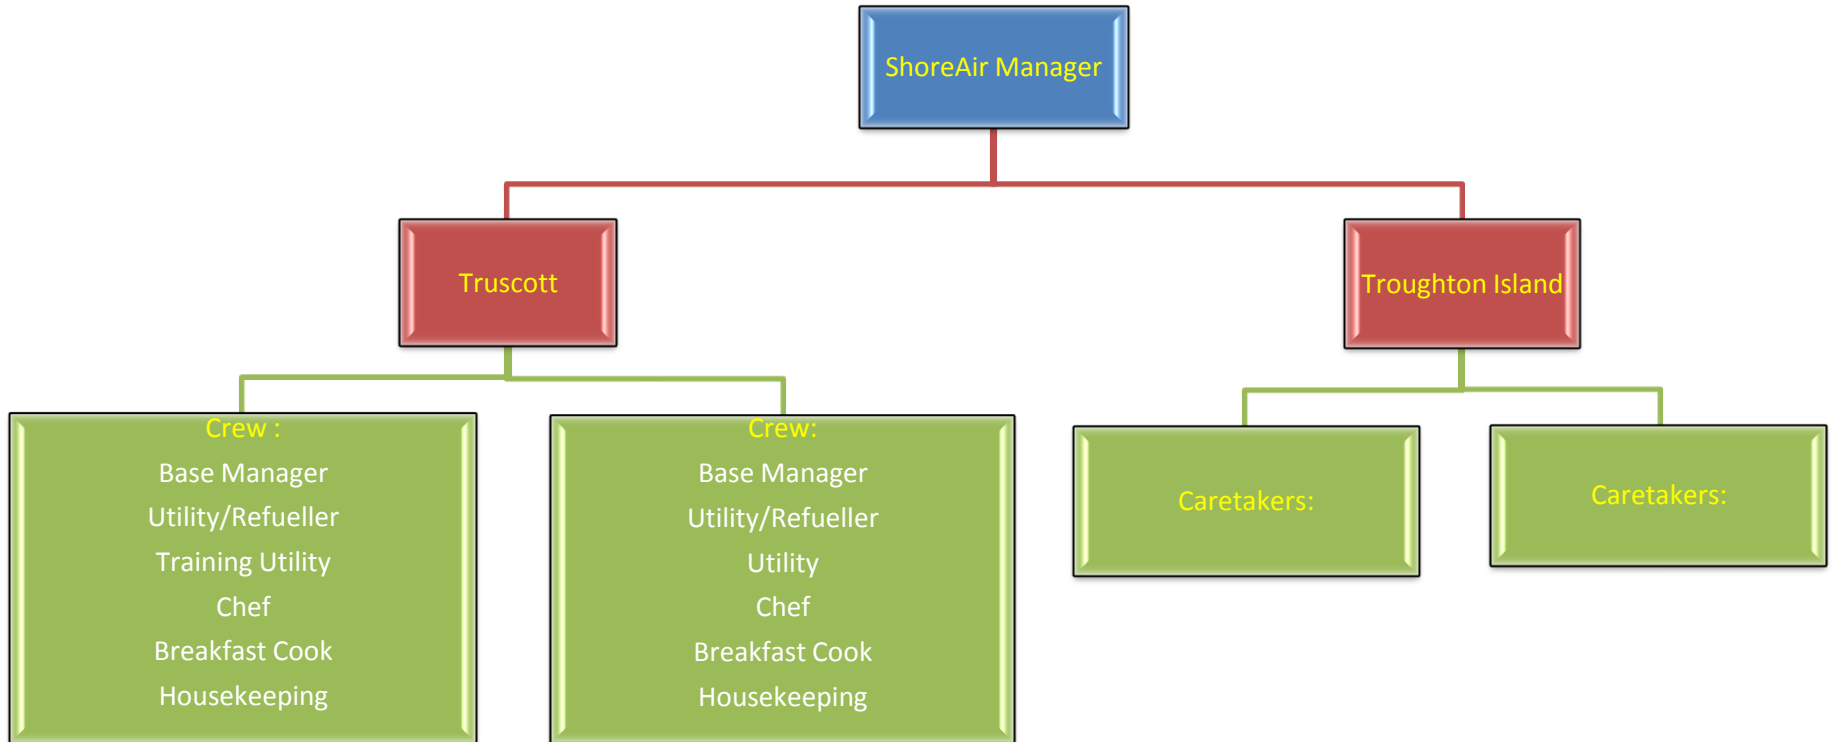 ShoreAir Manager
Truscott
Troughton Island
Crew :
Base Manager
Utility/Refueller
Training Utility
Chef
Breakfast Cook
Housekeeping
Crew:
Base Manager
Utility/Refueller
Utility
Chef
Breakfast Cook
Housekeeping
Caretakers:
Caretakers: